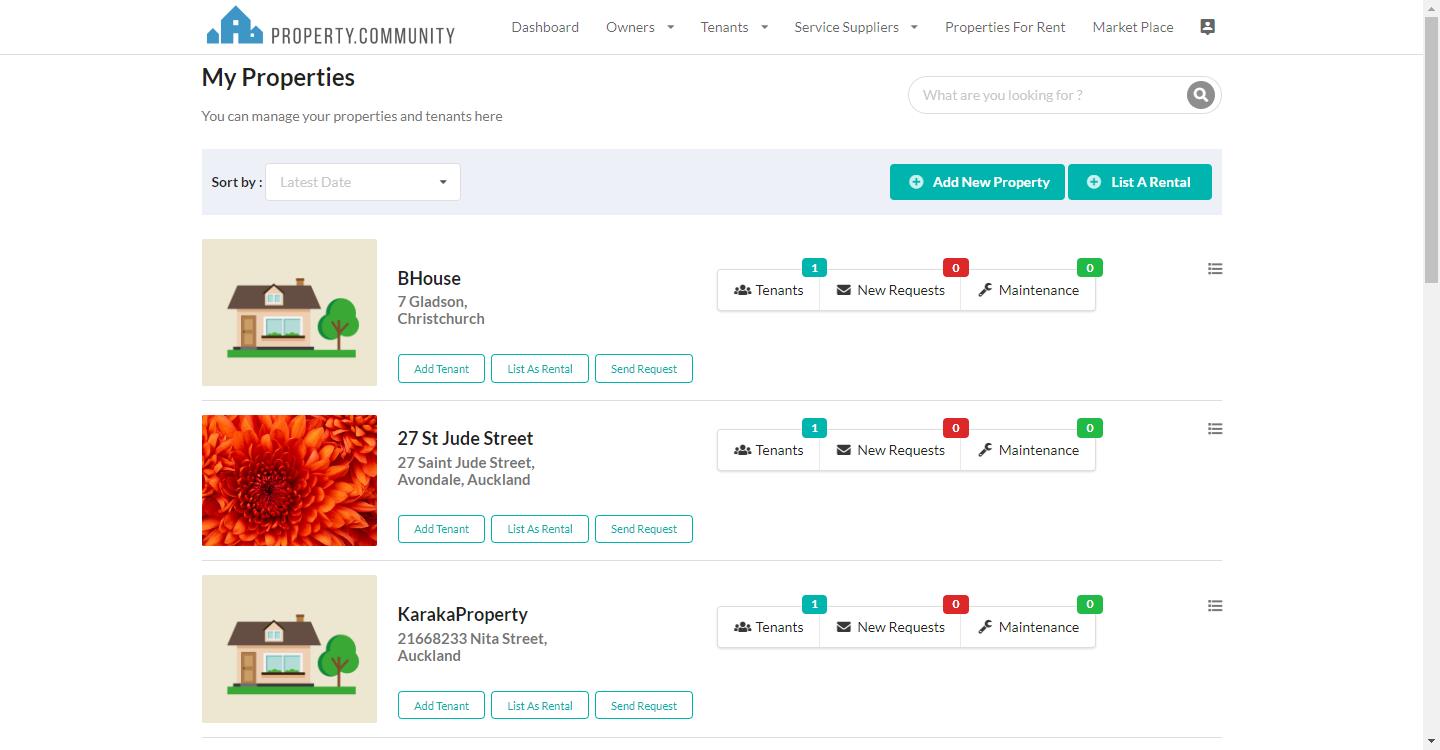 PROPERTY.COMMUNITY
Dashboard Owners Tenants Service Suppliers Properties For Rent Market Place
My Properties
What are you looking for ?
You can manage your properties and tenants here
Sort by : Latest Date Add New Property List A Rental
BHouse
7 Gladson,
Christchurch
1 0 0
Tenants New Requests Maintenance
Add Tenant List As Rental Send Request
27 St Jude Street
27 Saint Jude Street,
Avondale, Auckland
1 0 0
Tenants New Requests Maintenance
Add Tenant List As Rental Send Request
KarakaProperty
21668233 Nita Street,
Auckland
1 0 0
Tenants New Requests Maintenance
Add Tenant List As Rental Send Request